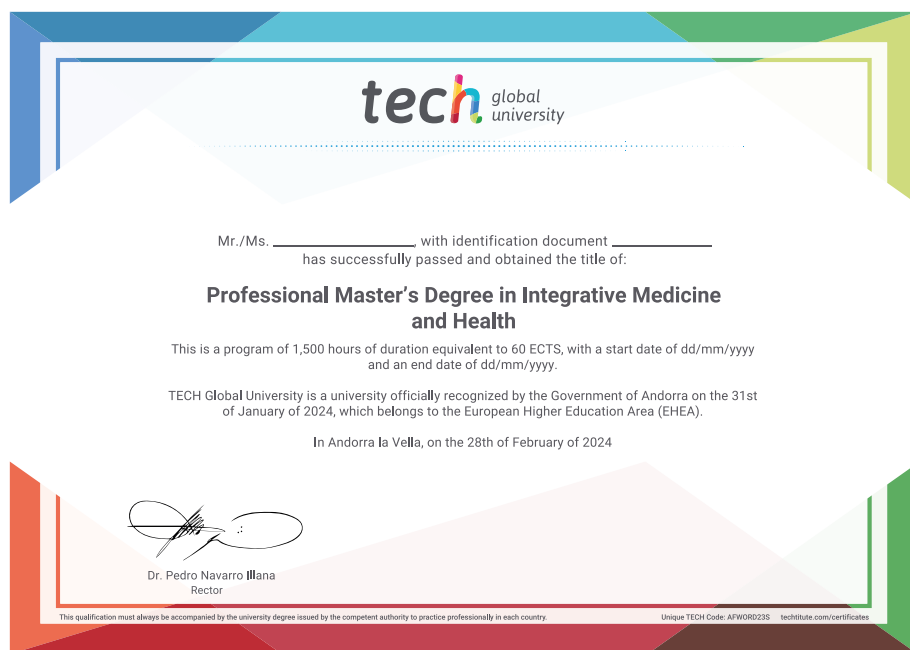 tech global university
Mr./Ms. ____________________, with identification document ______________
has successfully passed and obtained the title of:
Professional Master’s Degree in Integrative Medicine
and Health
This is a program of 1,500 hours of duration equivalent to 60 ECTS, with a start date of dd/mm/yyyy
and an end date of dd/mm/yyyy.
TECH Global University is a university officially recognized by the Government of Andorra on the 31st
of January of 2024, which belongs to the European Higher Education Area (EHEA).
In Andorra la Vella, on the 28th of February of 2024
Dr. Pedro Navarro Illana
Rector
This qualification must always be accompanied by the university degree issued by the competent authority to practice professionally in each country. Unique TECH Code: AFWORD23S techtitute.com/certificates